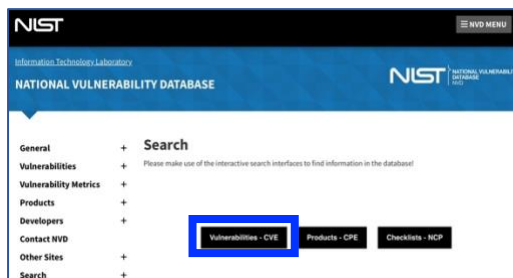 NIST
≡ NVD MENU
Information Technology Laboratory
NATIONAL VULNERABILITY DATABASE
NIST
NATIONAL VULNERABILITY
DATABASE
NVD
General +
Vulnerabilities +
Vulnerability Metrics +
Products +
Developers +
Contact NVD
Other Sites +
Search +
Search
Please make use of the interactive search interfaces to find information in the database!
Vulnerabilities - CVE
Products - CPE
Checklists - NCP